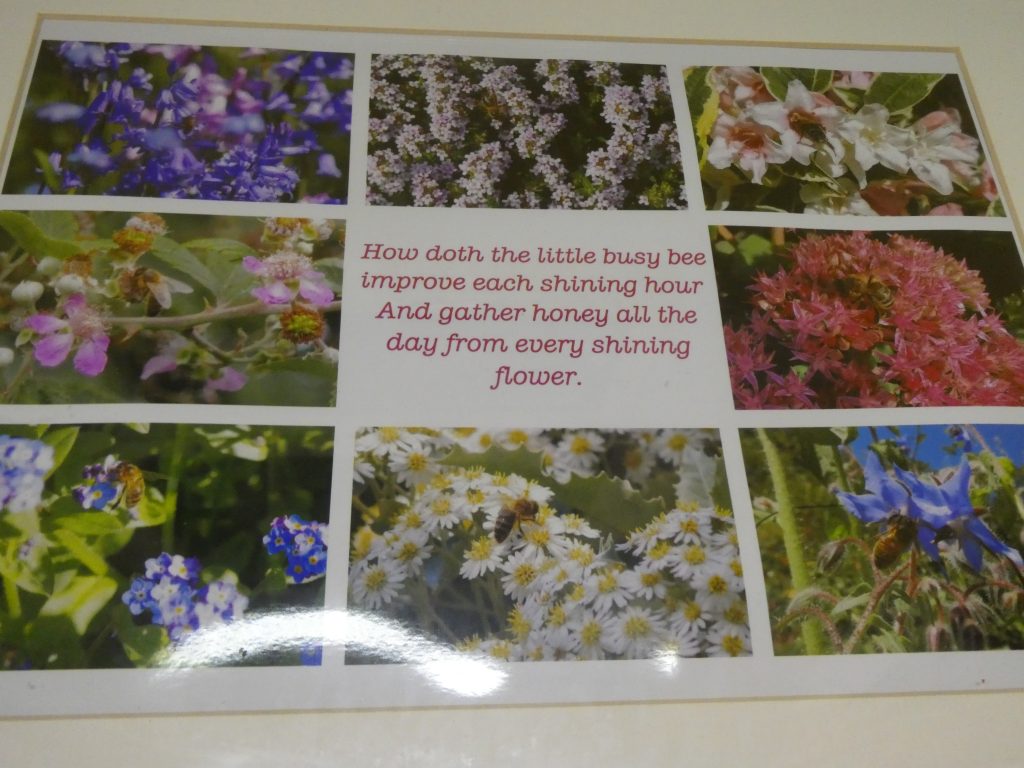 How doth the little busy bee
improve each shining hour
And gather honey all the
day from every shining
flower.